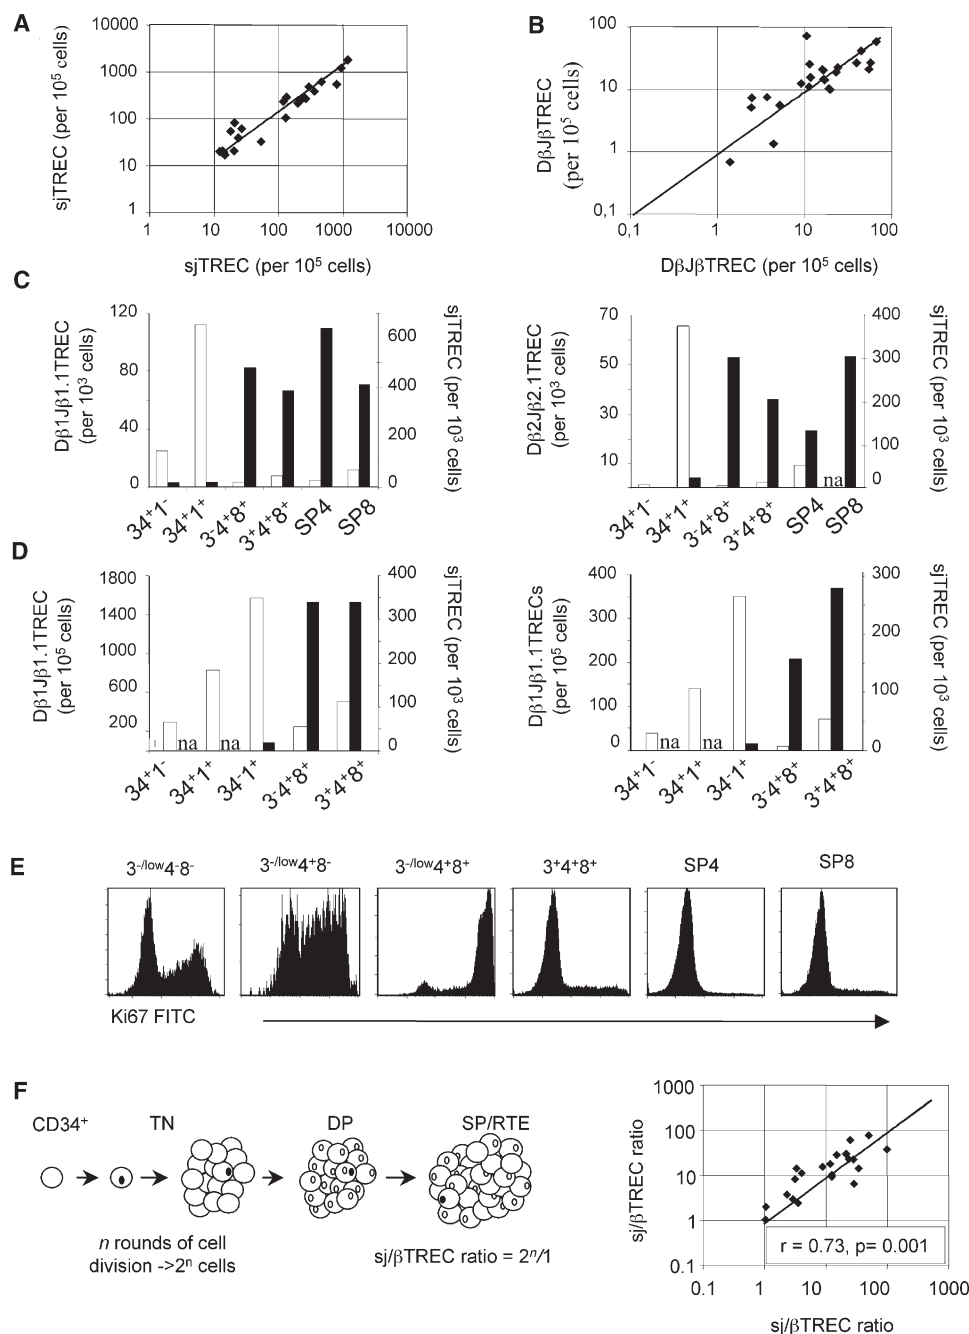 A
sjTREC (per 10⁵ cells)
10000
1000
100
10
1
1 10 100 1000 10000
sjTREC (per 10⁵ cells)
B
DβJβTREC
(per 10⁵ cells)
100
10
1
0,1
0,1 1 10 100
DβJβTREC (per 10⁵ cells)
C
Dβ1Jβ1.1TREC
(per 10³ cells)
120
80
40
0
600
400
200
0
sjTREC (per 10³ cells)
34⁺1⁻ 34⁺1⁺ 3⁻4⁺8⁺ 3⁺4⁺8⁺ SP4 SP8
Dβ2Jβ2.1TREC
(per 10³ cells)
70
50
30
10
na
400
300
200
100
0
sjTREC (per 10³ cells)
34⁺1⁻ 34⁺1⁺ 3⁻4⁺8⁺ 3⁺4⁺8⁺ SP4 SP8
D
Dβ1Jβ1.1TREC
(per 10⁵ cells)
1800
1400
1000
600
200
na na
400
300
200
100
0
sjTREC (per 10³ cells)
34⁺1⁻ 34⁺1⁺ 34⁻1⁺ 3⁻4⁺8⁺ 3⁺4⁺8⁺
Dβ1Jβ1.1TRECs
(per 10⁵ cells)
400
300
200
100
0
na na
300
200
100
0
sjTREC (per 10³ cells)
34⁺1⁻ 34⁺1⁺ 34⁻1⁺ 3⁻4⁺8⁺ 3⁺4⁺8⁺
E
3⁻/ˡᵒʷ4⁻8⁻ 3⁻/ˡᵒʷ4⁺8⁻ 3⁻/ˡᵒʷ4⁺8⁺ 3⁺4⁺8⁺ SP4 SP8
Ki67 FITC
F
CD34⁺ TN DP SP/RTE
n rounds of cell
division ->2ⁿ cells
sj/βTREC ratio = 2ⁿ/1
sj/βTREC ratio
1000
100
10
1
0.1
r = 0.73, p= 0.001
0.1 1 10 100 1000
sj/βTREC ratio